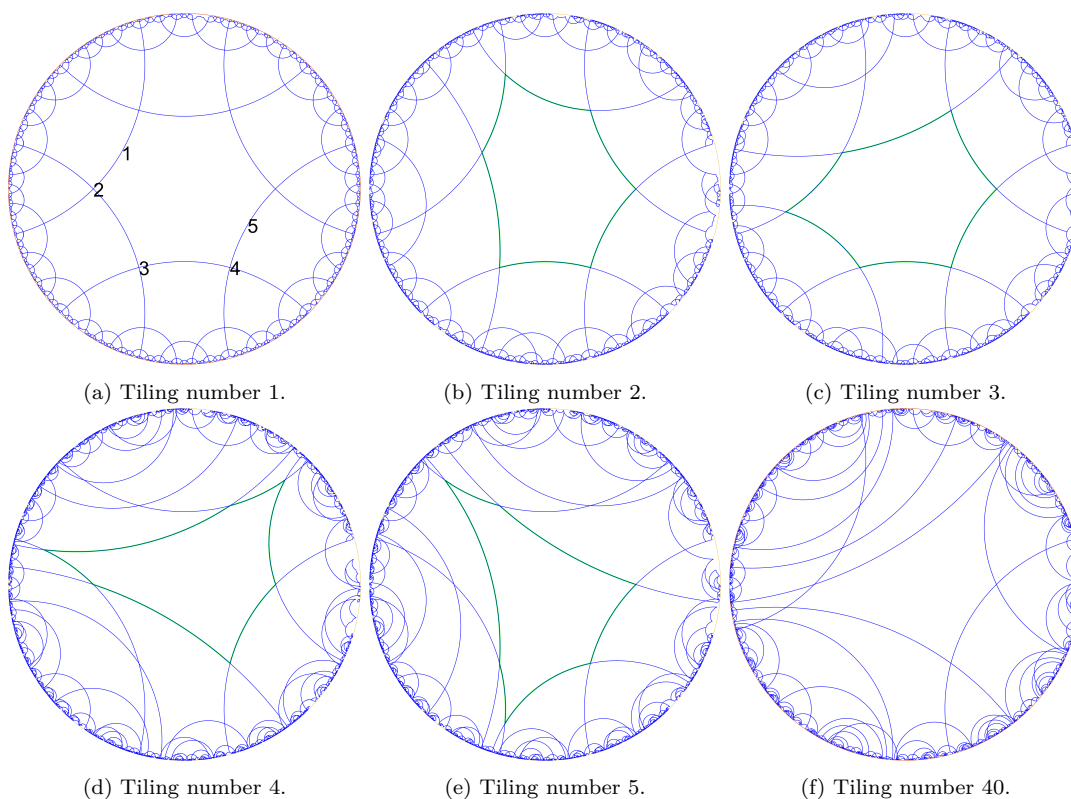 1
2
5
3 4
(a) Tiling number 1. (b) Tiling number 2. (c) Tiling number 3.
(d) Tiling number 4. (e) Tiling number 5. (f) Tiling number 40.